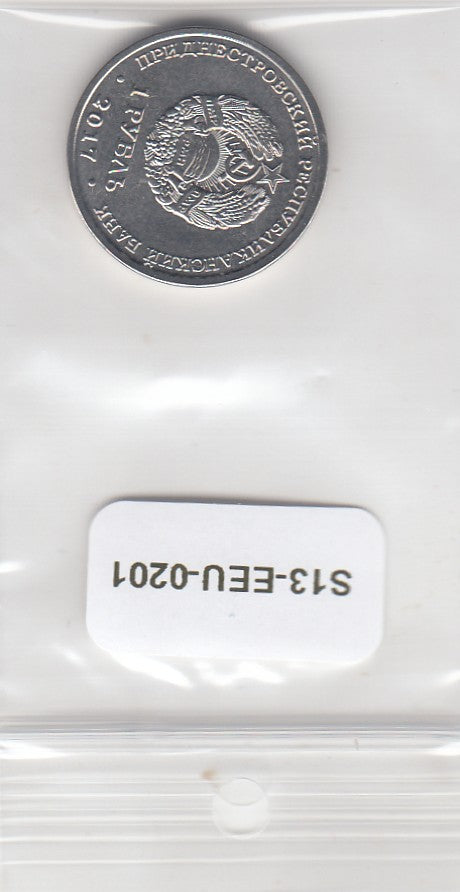 ПРИДНЕСТРОВСКИЙ РЕСПУБЛИКАНСКИЙ БАНК
1 РУБЛЬ
• 2017 •
S13-EEU-0201